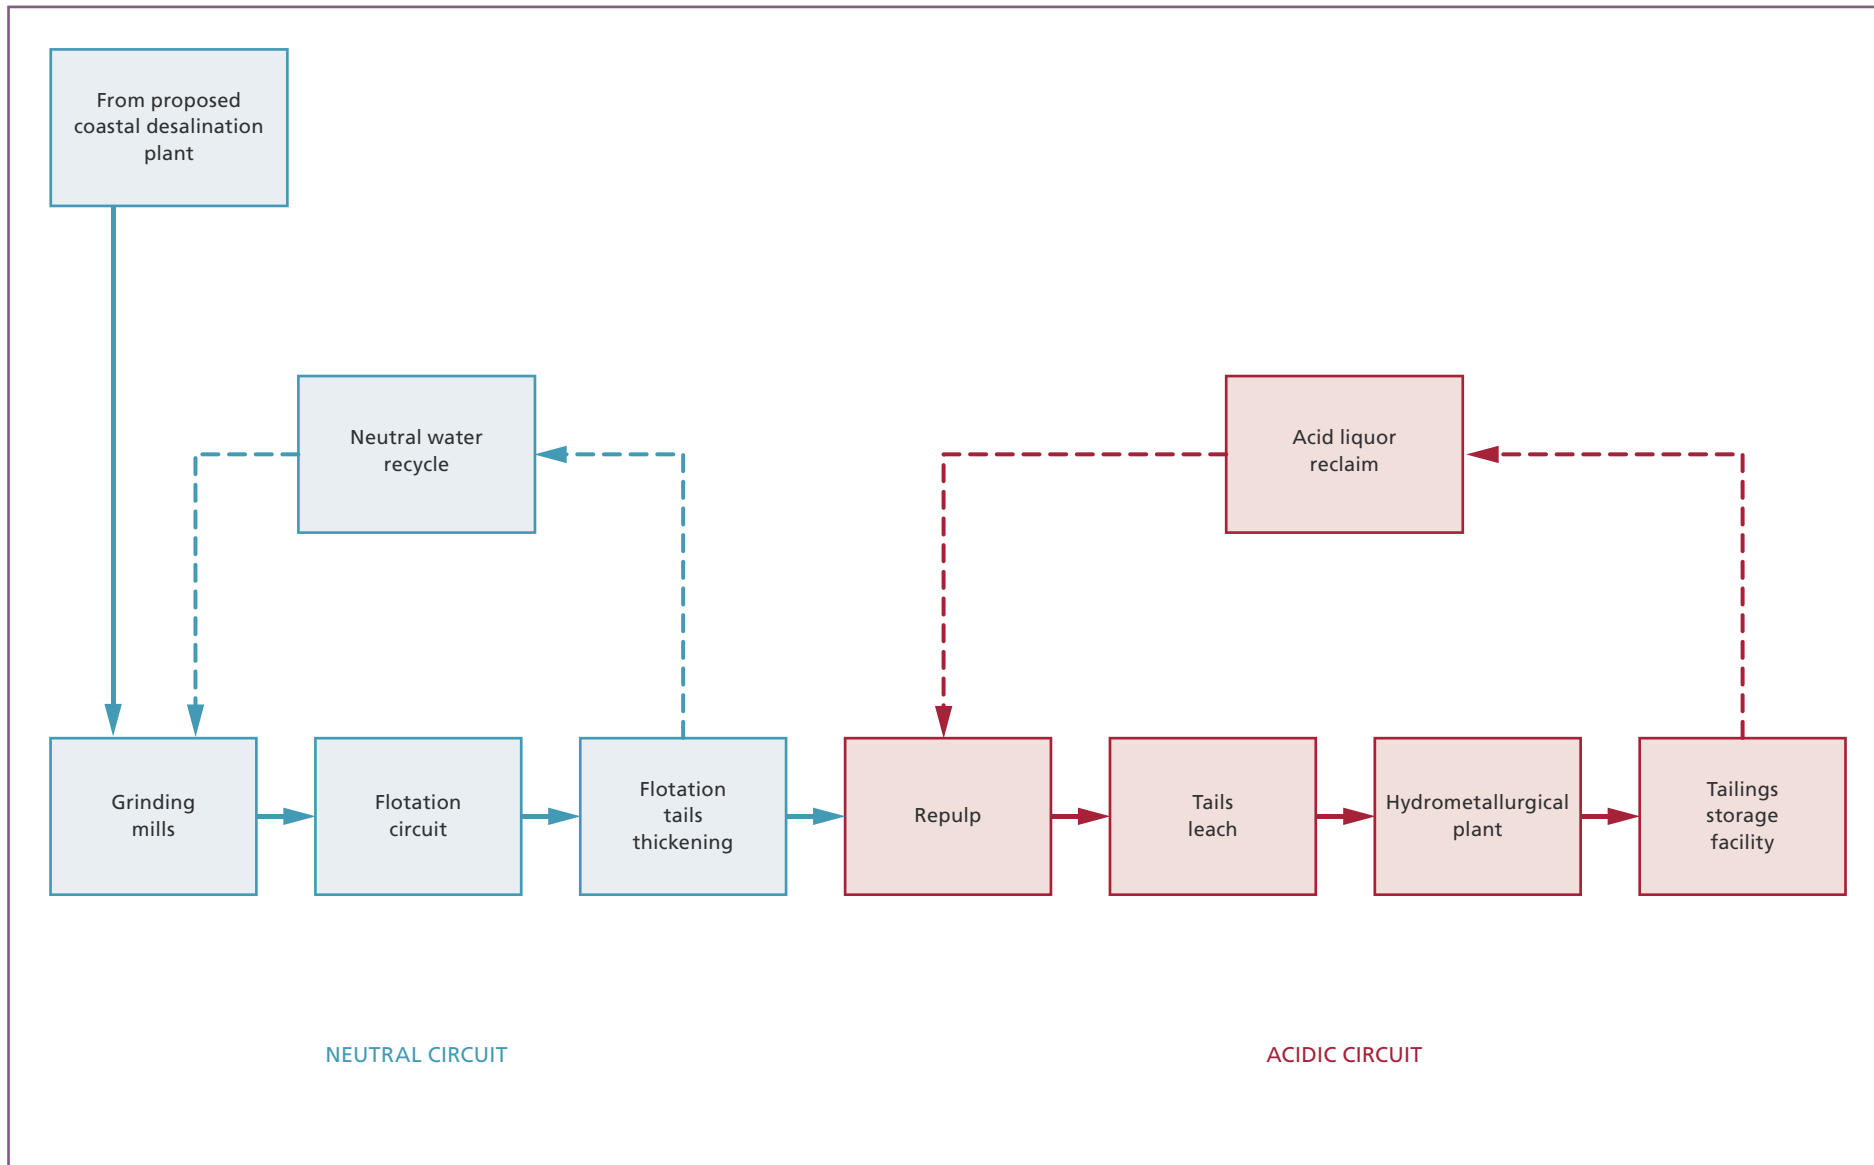 From proposed
coastal desalination
plant
Neutral water
recycle
Acid liquor
reclaim
Grinding
mills
Flotation
circuit
Flotation
tails
thickening
Repulp
Tails
leach
Hydrometallurgical
plant
Tailings
storage
facility
NEUTRAL CIRCUIT
ACIDIC CIRCUIT